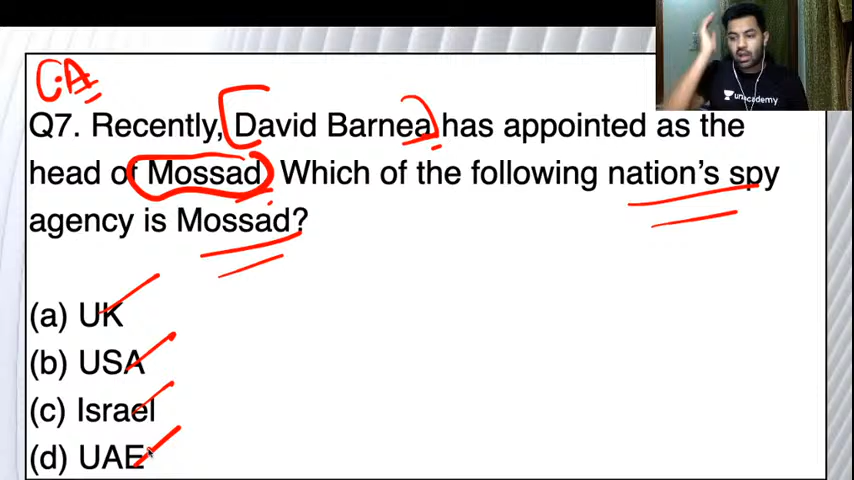 CA
Q7. Recently, David Barnea has appointed as the
head of Mossad. Which of the following nation's spy
agency is Mossad?
(a) UK
(b) USA
(c) Israel
(d) UAE
unacademy